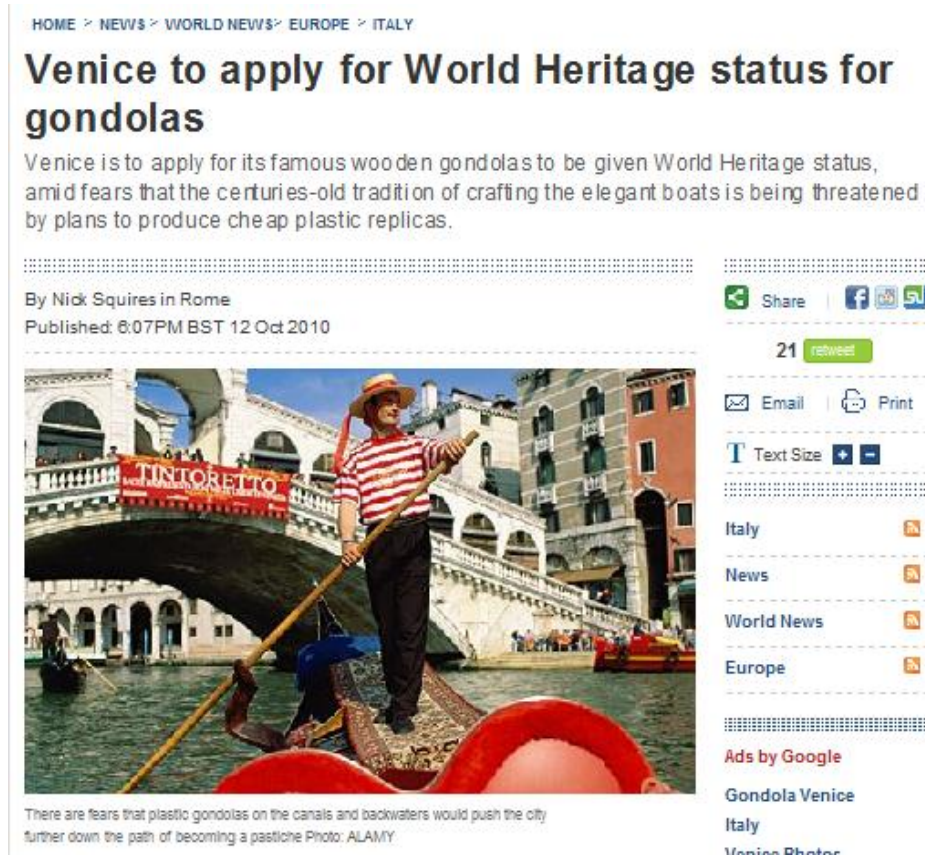 HOME > NEWS > WORLD NEWS > EUROPE > ITALY
Venice to apply for World Heritage status for
gondolas
Venice is to apply for its famous wooden gondolas to be given World Heritage status,
amid fears that the centuries-old tradition of crafting the elegant boats is being threatened
by plans to produce cheap plastic replicas.
By Nick Squires in Rome
Published: 6:07PM BST 12 Oct 2010
TINTORETTO
There are fears that plastic gondolas on the canals and backwaters would push the city
further down the path of becoming a pastiche Photo: ALAMY
Share
21 retweet
Email Print
T Text Size + -
Italy
News
World News
Europe
Ads by Google
Gondola Venice
Italy
Venice Photos